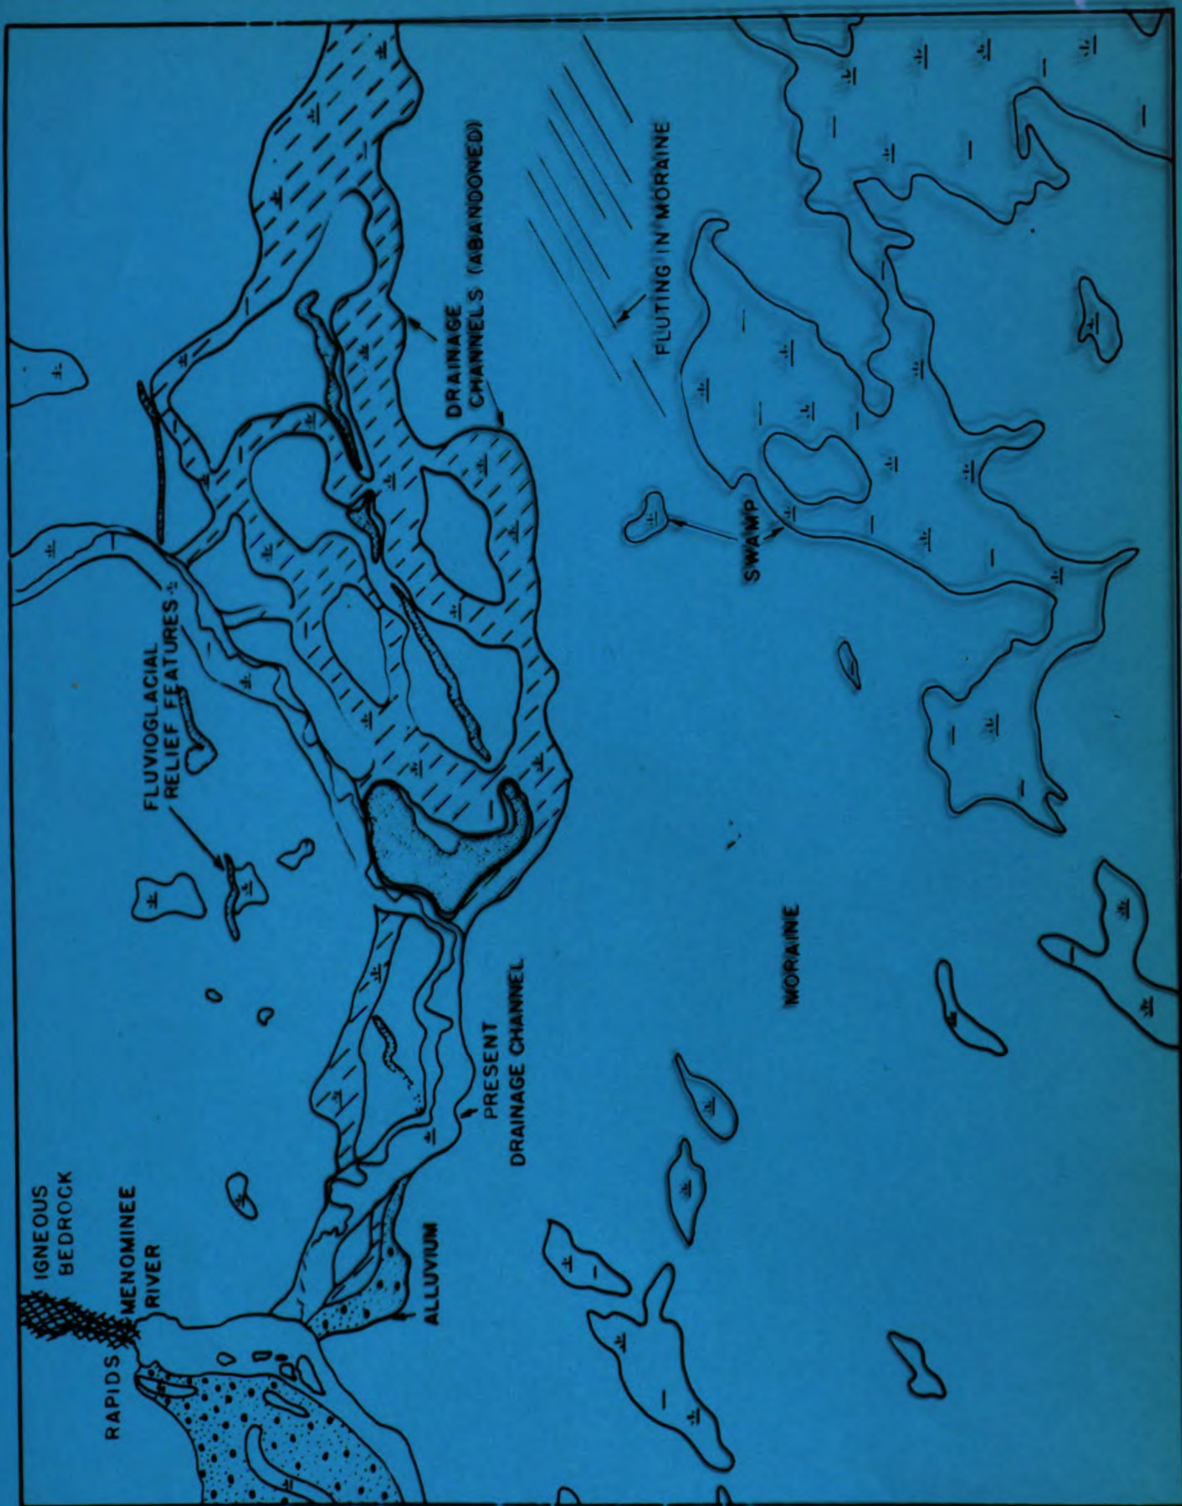 IGNEOUS
BEDROCK
MENOMINEE
RIVER
RAPIDS
ALLUVIUM
PRESENT
DRAINAGE CHANNEL
FLUVIOGLACIAL
RELIEF FEATURES
DRAINAGE
CHANNELS (ABANDONED)
FLUTING IN MORAINE
SWAMP
MORAINE